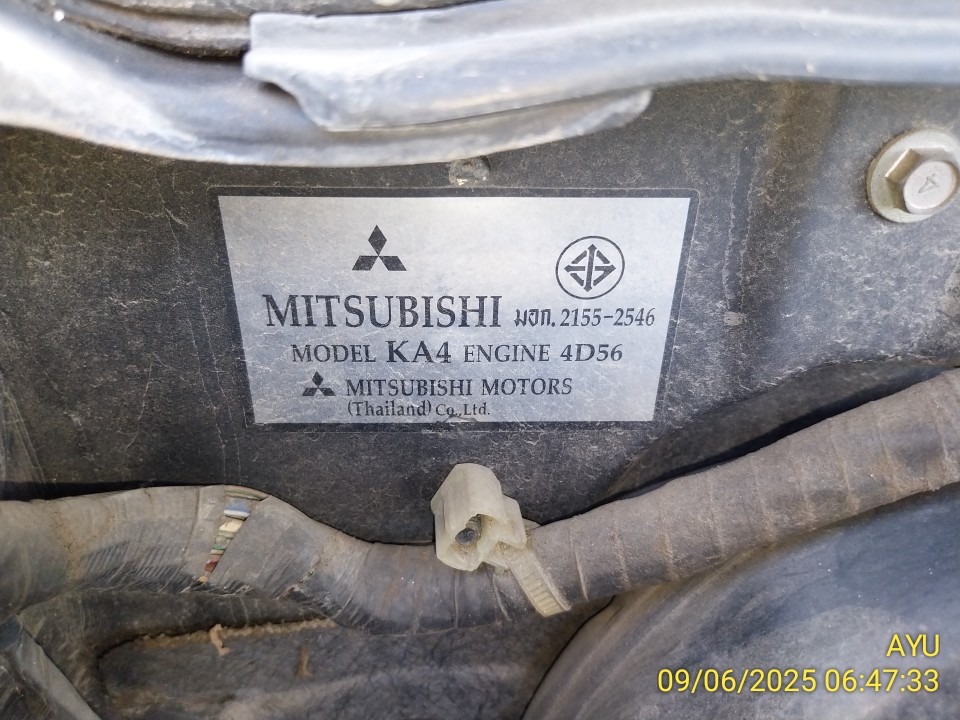 MITSUBISHI มอก. 2155-2546
MODEL KA4 ENGINE 4D56
MITSUBISHI MOTORS
(Thailand) Co.,Ltd.
4
AYU
09/06/2025 06:47:33